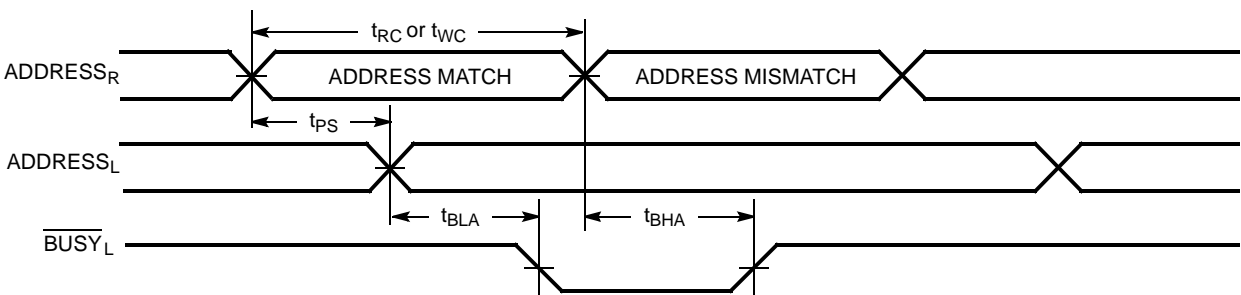 tRC or tWC
ADDRESSR
ADDRESS MATCH
ADDRESS MISMATCH
tPS
ADDRESSL
tBLA
tBHA
BUSYL